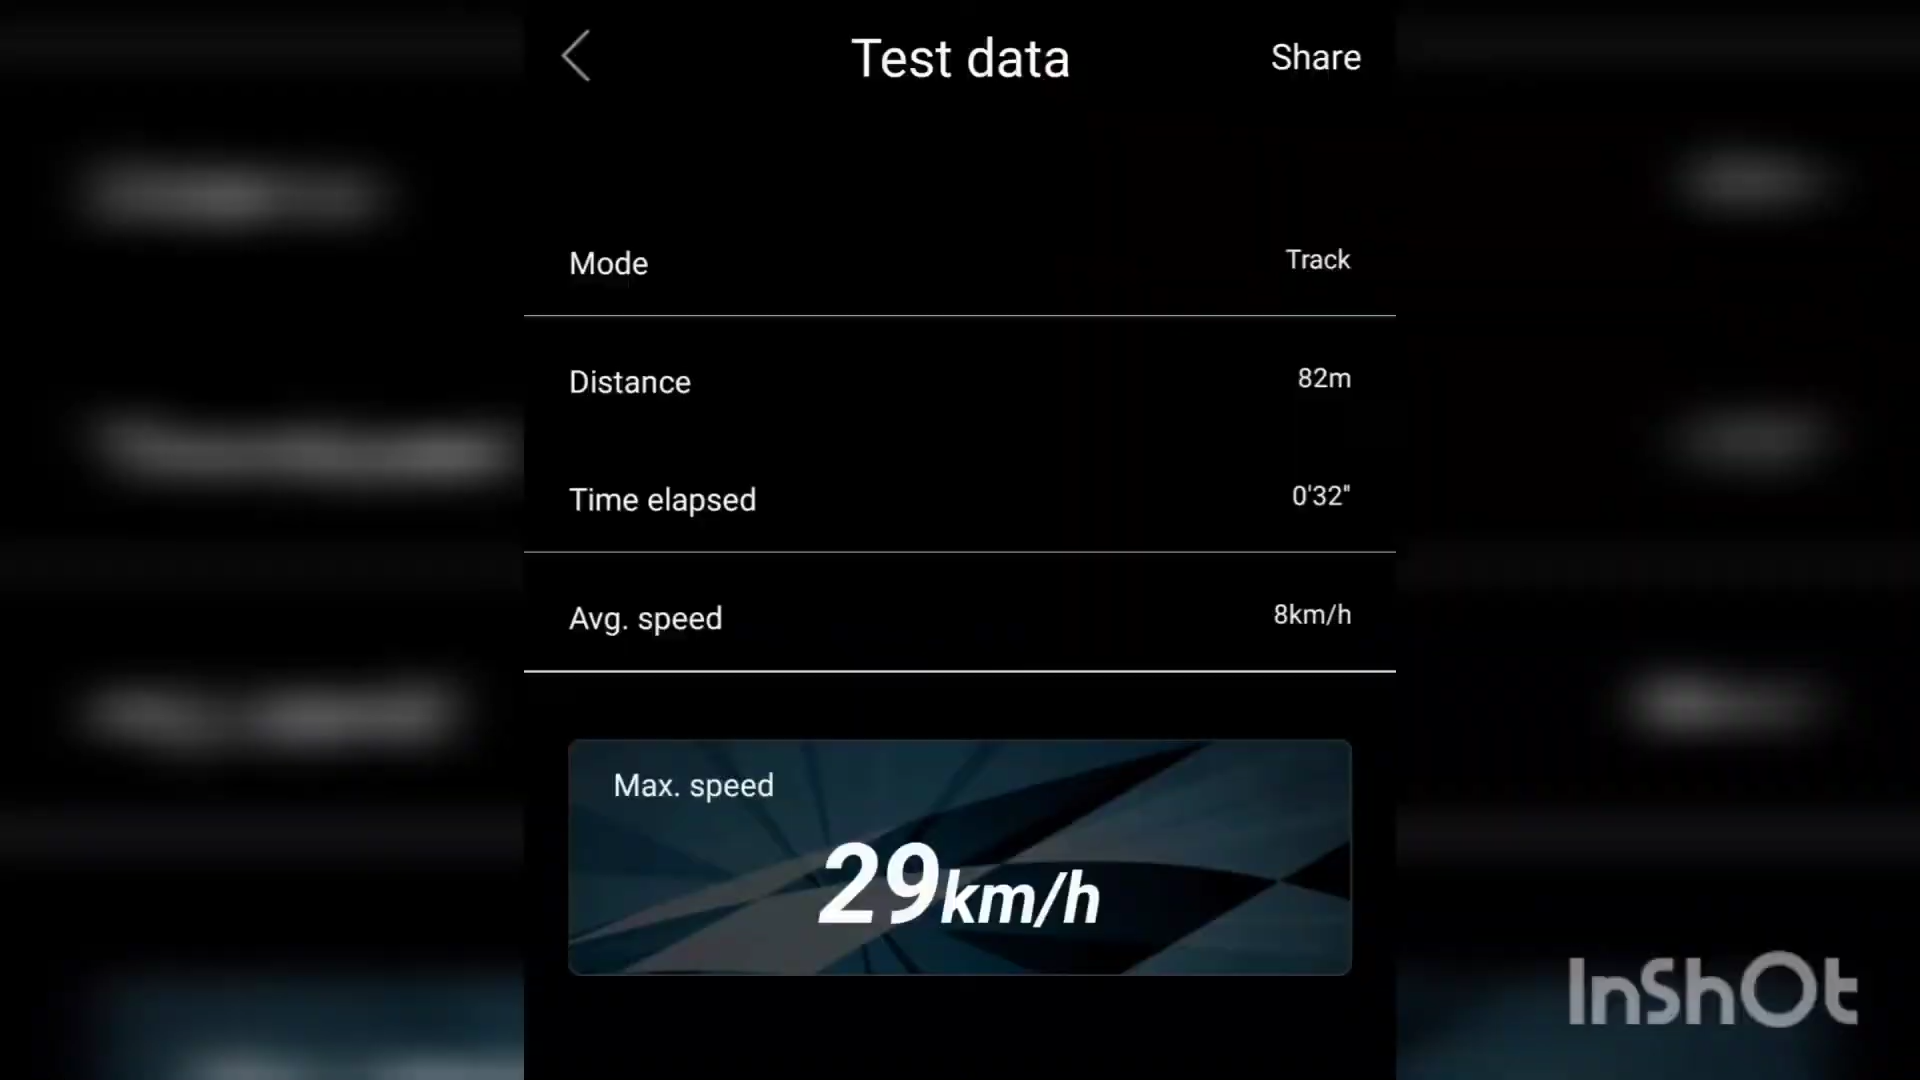 Test data
Share
Mode
Track
Distance
82m
Time elapsed
0'32"
Avg. speed
8km/h
Max. speed
29km/h
InShOt